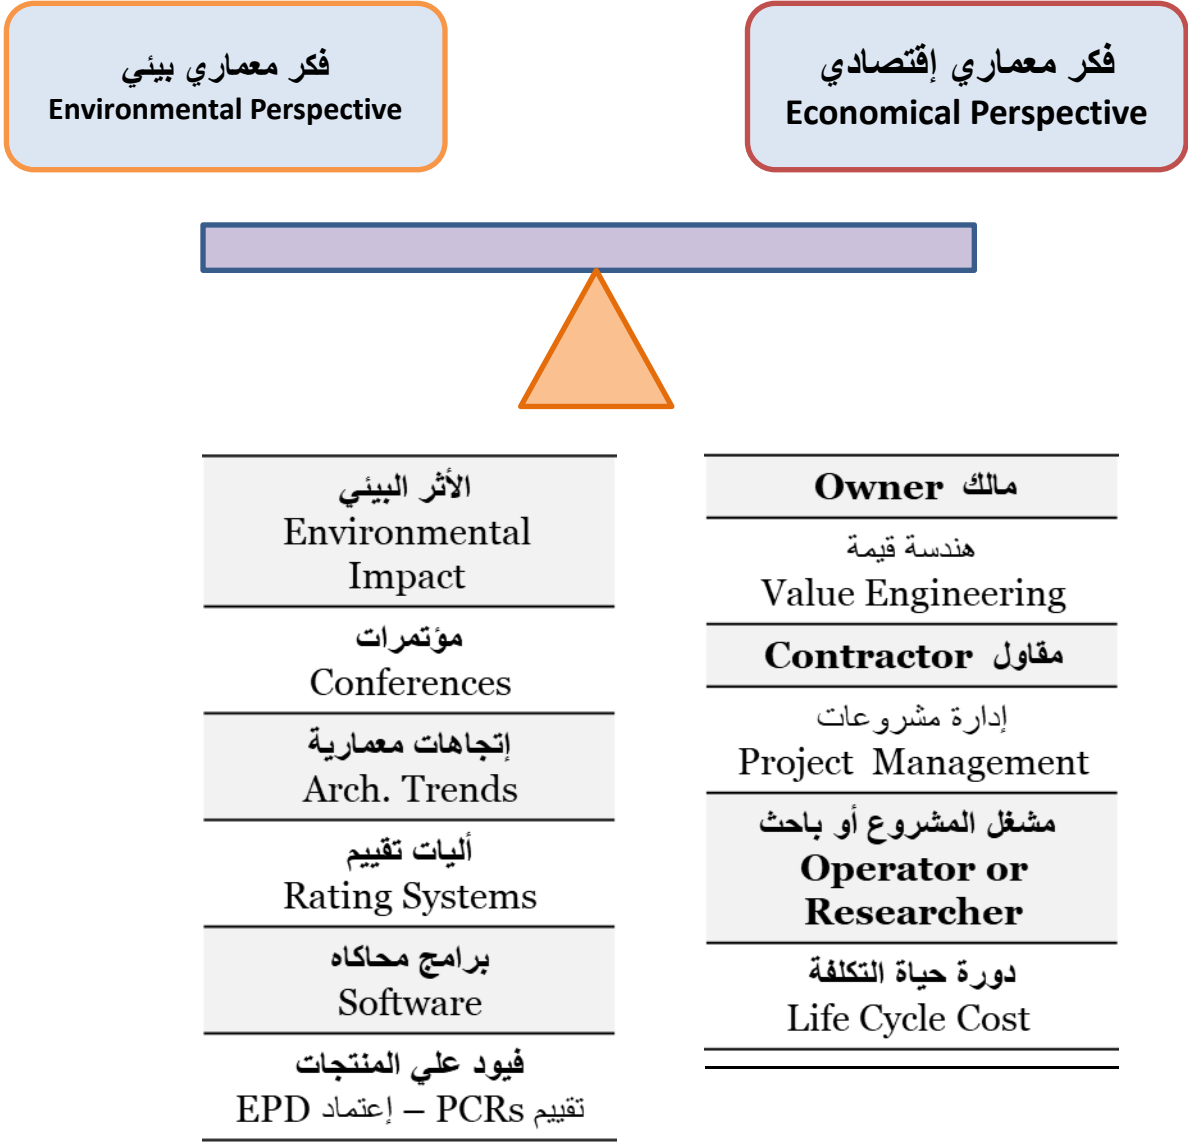 فكر معماري بيئي
Environmental Perspective
فكر معماري إقتصادي
Economical Perspective
الأثر البيئي
Environmental
Impact
مؤتمرات
Conferences
إتجاهات معمارية
Arch. Trends
أليات تقييم
Rating Systems
برامج محاكاه
Software
فيود علي المنتجات
تقييم PCRs – إعتماد EPD
مالك Owner
هندسة قيمة
Value Engineering
مقاول Contractor
إدارة مشروعات
Project Management
مشغل المشروع أو باحث
Operator or
Researcher
دورة حياة التكلفة
Life Cycle Cost